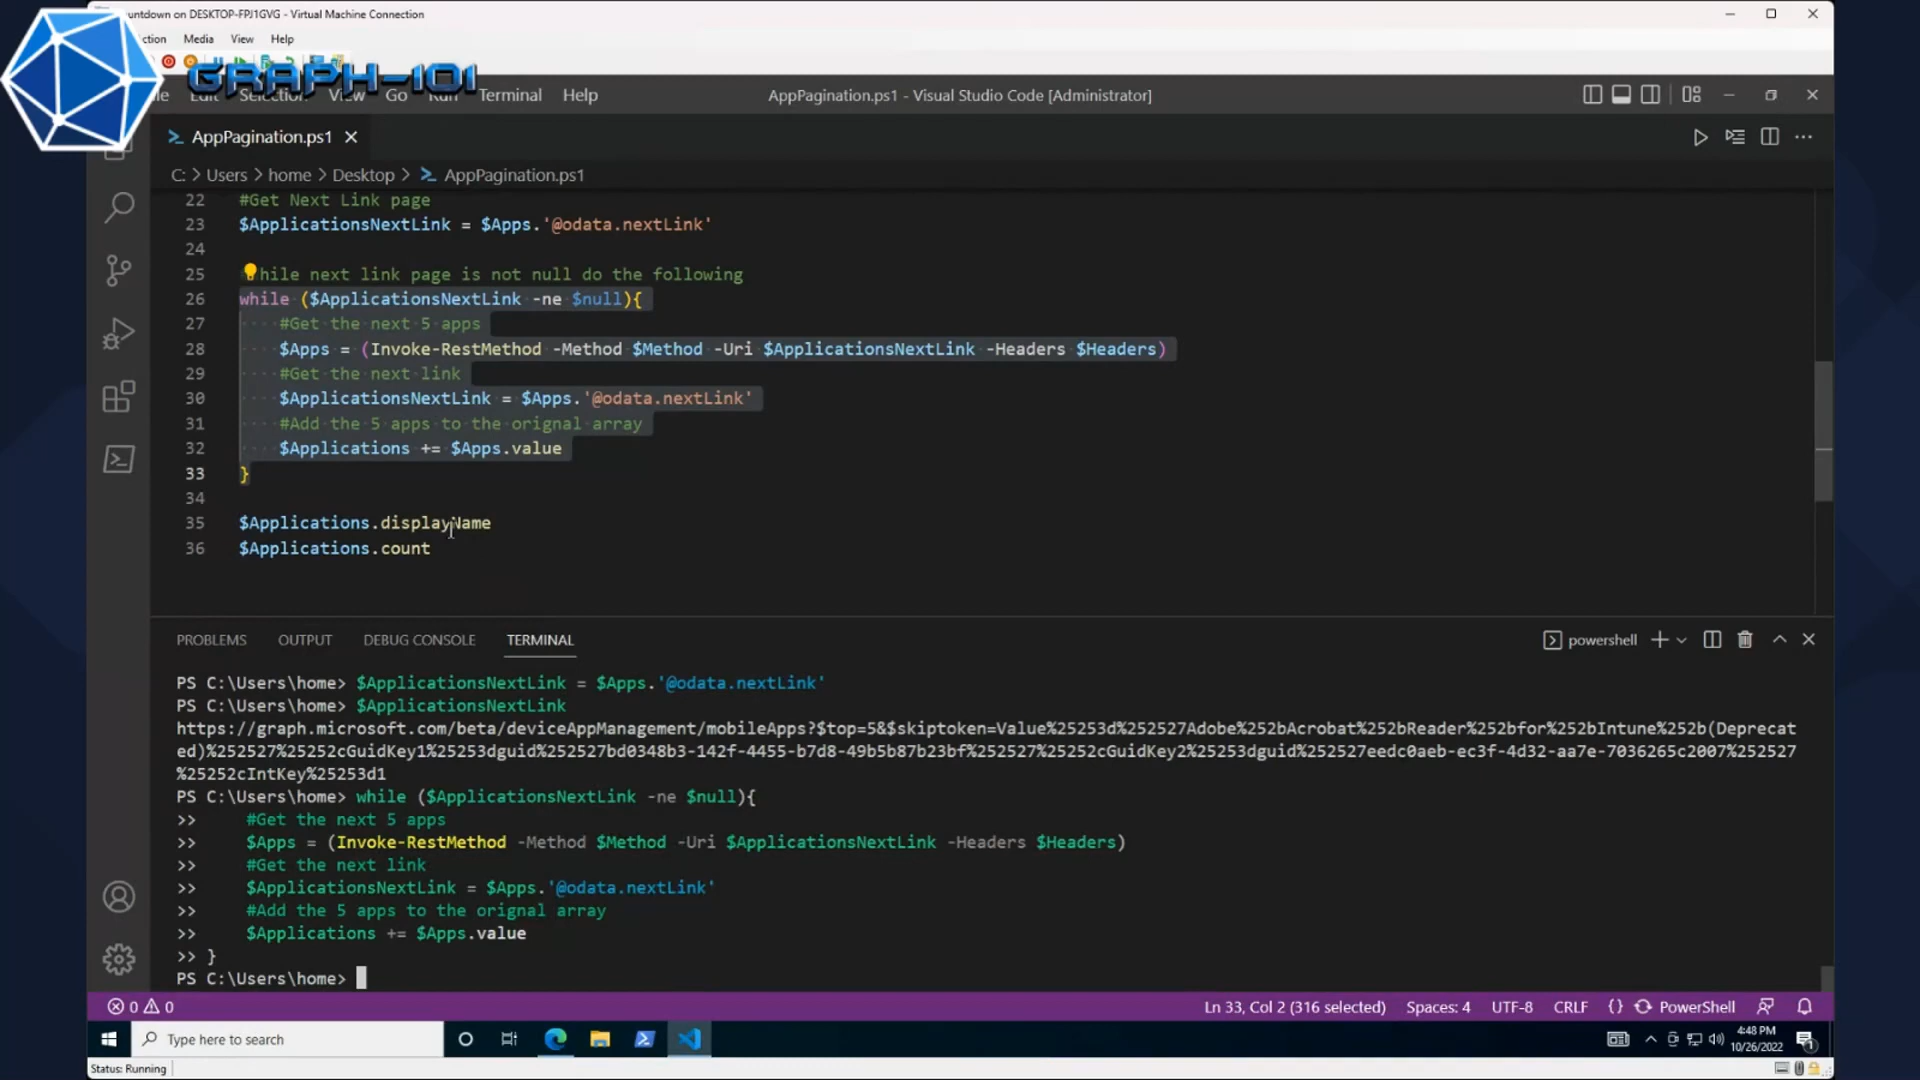 ountdown on DESKTOP-FPJ1GVG - Virtual Machine Connection
ction Media View Help
GRAPH-101
le Edit Selection View Go Run Terminal Help
AppPagination.ps1 - Visual Studio Code [Administrator]
AppPagination.ps1
C: > Users > home > Desktop > AppPagination.ps1
22 #Get Next Link page
23 $ApplicationsNextLink = $Apps.'@odata.nextLink'
24
25 hile next link page is not null do the following
26 while ($ApplicationsNextLink -ne $null){
27 ····#Get·the·next·5·apps
28 $Apps = (Invoke-RestMethod -Method $Method -Uri $ApplicationsNextLink -Headers $Headers)
29 ····#Get·the·next·link
30 $ApplicationsNextLink = $Apps.'@odata.nextLink'
31 ····#Add·the·5·apps·to·the·orignal·array
32 ····$Applications += $Apps.value
33 }
34
35 $Applications.displayName
36 $Applications.count
PROBLEMS OUTPUT DEBUG CONSOLE TERMINAL
powershell
PS C:\Users\home> $ApplicationsNextLink = $Apps.'@odata.nextLink'
PS C:\Users\home> $ApplicationsNextLink
https://graph.microsoft.com/beta/deviceAppManagement/mobileApps?$top=5&$skiptoken=Value%25253d%252527Adobe%252bAcrobat%252bReader%252bfor%252bIntune%252b(Deprecat
ed)%252527%25252cGuidKey1%25253dguid%252527bd0348b3-142f-4455-b7d8-49b5b87b23bf%252527%25252cGuidKey2%25253dguid%252527eedc0aeb-ec3f-4d32-aa7e-7036265c2007%252527
%25252cIntKey%25253d1
PS C:\Users\home> while ($ApplicationsNextLink -ne $null){
>> #Get the next 5 apps
>> $Apps = (Invoke-RestMethod -Method $Method -Uri $ApplicationsNextLink -Headers $Headers)
>> #Get the next link
>> $ApplicationsNextLink = $Apps.'@odata.nextLink'
>> #Add the 5 apps to the orignal array
>> $Applications += $Apps.value
>> }
PS C:\Users\home>
0 0
Ln 33, Col 2 (316 selected) Spaces: 4 UTF-8 CRLF {} PowerShell
Type here to search
4:48 PM
10/26/2022
1
Status: Running